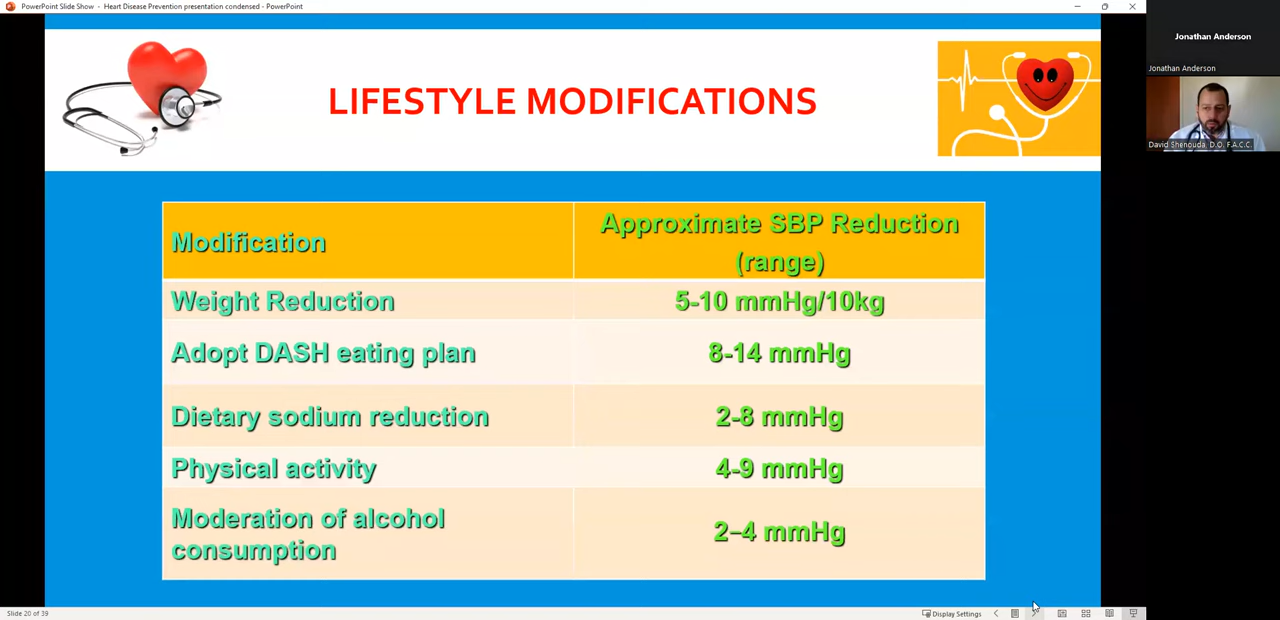 PowerPoint Slide Show - Heart Disease Prevention presentation condensed - PowerPoint
Jonathan Anderson
Jonathan Anderson
David Shenouda, D.O. F.A.C.C.
LIFESTYLE MODIFICATIONS
Modification
Approximate SBP Reduction
(range)
Weight Reduction
5-10 mmHg/10kg
Adopt DASH eating plan
8-14 mmHg
Dietary sodium reduction
2-8 mmHg
Physical activity
4-9 mmHg
Moderation of alcohol
consumption
2–4 mmHg
Slide 20 of 39
Display Settings